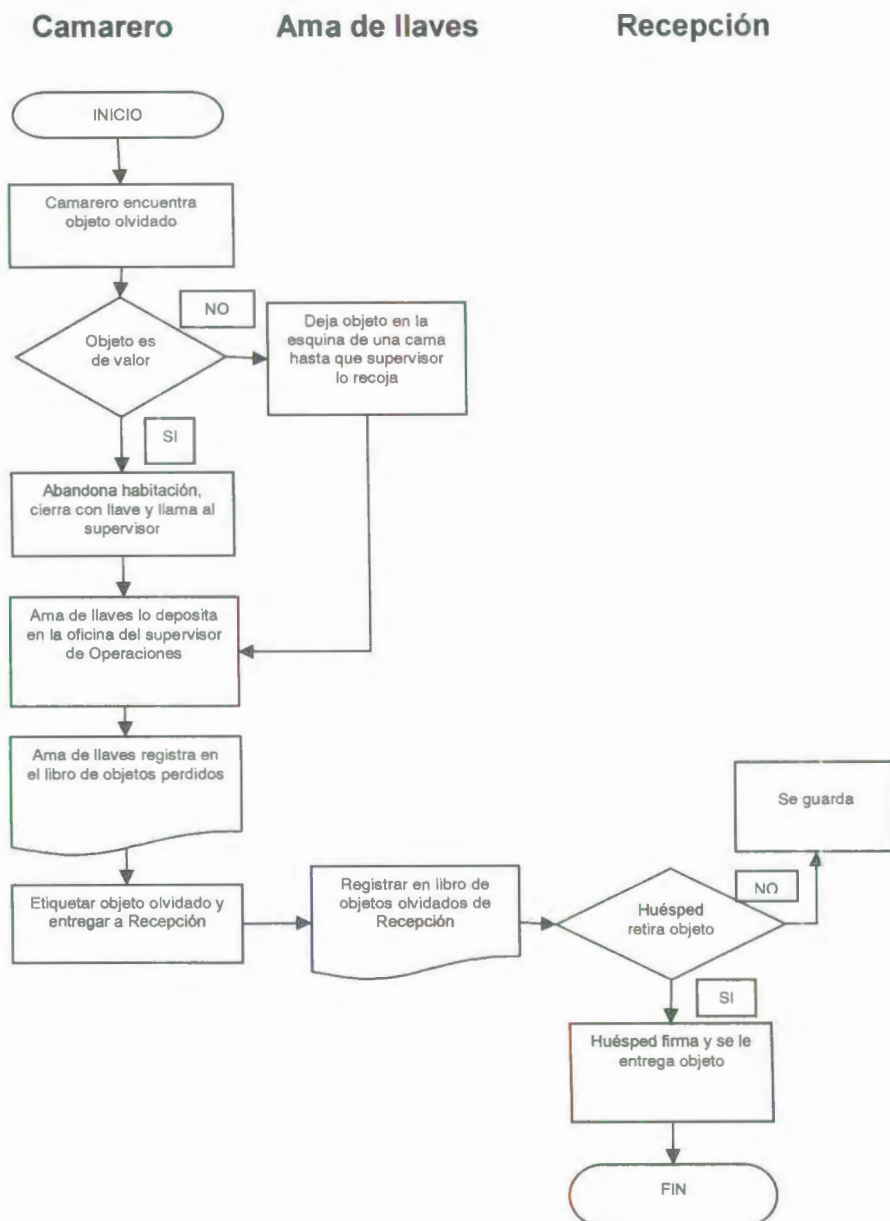 Camarero Ama de llaves Recepción
INICIO
Camarero encuentra
objeto olvidado
NO
Objeto es
de valor
Deja objeto en la
esquina de una cama
hasta que supervisor
lo recoja
SI
Abandona habitación,
cierra con llave y llama al
supervisor
Ama de llaves lo deposita
en la oficina del supervisor
de Operaciones
Ama de llaves registra en
el libro de objetos perdidos
Se guarda
Etiquetar objeto olvidado y
entregar a Recepción
Registrar en libro de
objetos olvidados de
Recepción
Huésped
retira objeto
NO
SI
Huésped firma y se le
entrega objeto
FIN